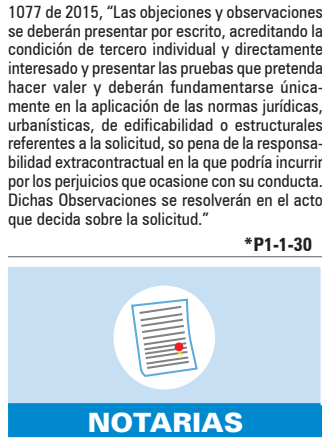 1077 de 2015, “Las objeciones y observaciones
se deberán presentar por escrito, acreditando la
condición de tercero individual y directamente
interesado y presentar las pruebas que pretenda
hacer valer y deberán fundamentarse única-
mente en la aplicación de las normas jurídicas,
urbanísticas, de edificabilidad o estructurales
referentes a la solicitud, so pena de la responsa-
bilidad extracontractual en la que podría incurrir
por los perjuicios que ocasione con su conducta.
Dichas Observaciones se resolverán en el acto
que decida sobre la solicitud.”
*P1-1-30
NOTARIAS